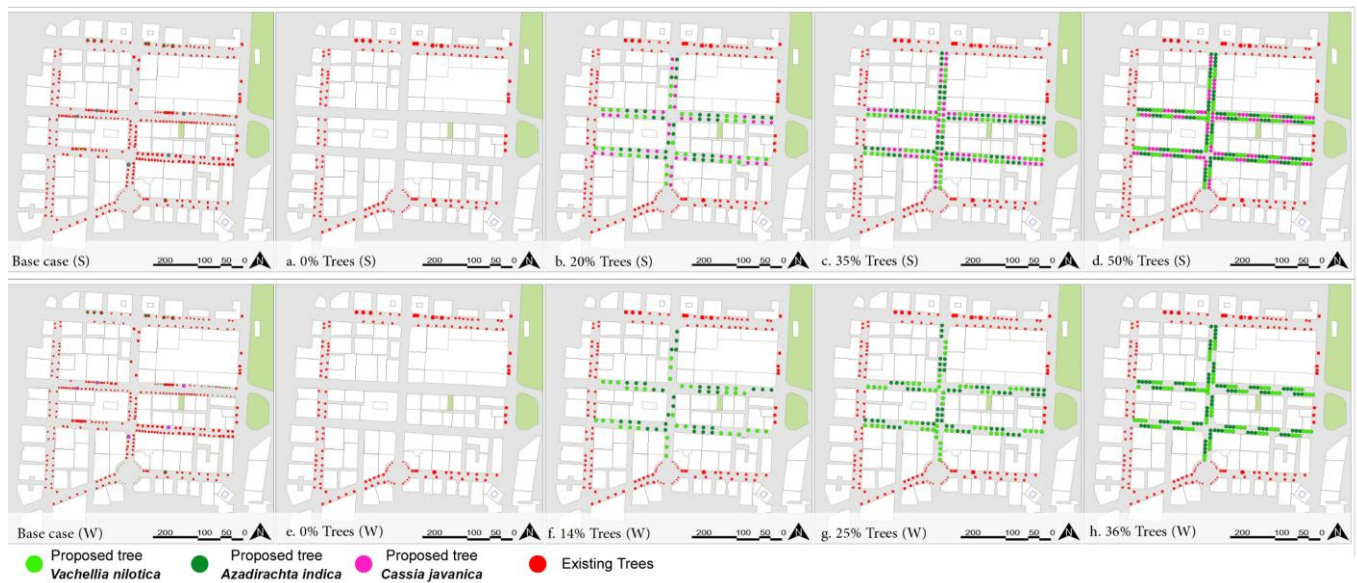 Base case (S)
200 100 50 0 N
a. 0% Trees (S)
200 100 50 0 N
b. 20% Trees (S)
200 100 50 0 N
c. 35% Trees (S)
200 100 50 0 N
d. 50% Trees (S)
200 100 50 0 N
Base case (W)
200 100 50 0 N
e. 0% Trees (W)
200 100 50 0 N
f. 14% Trees (W)
200 100 50 0 N
g. 25% Trees (W)
200 100 50 0 N
h. 36% Trees (W)
200 100 50 0 N
Proposed tree
Vachellia nilotica
Proposed tree
Azadirachta indica
Proposed tree
Cassia javanica
Existing Trees